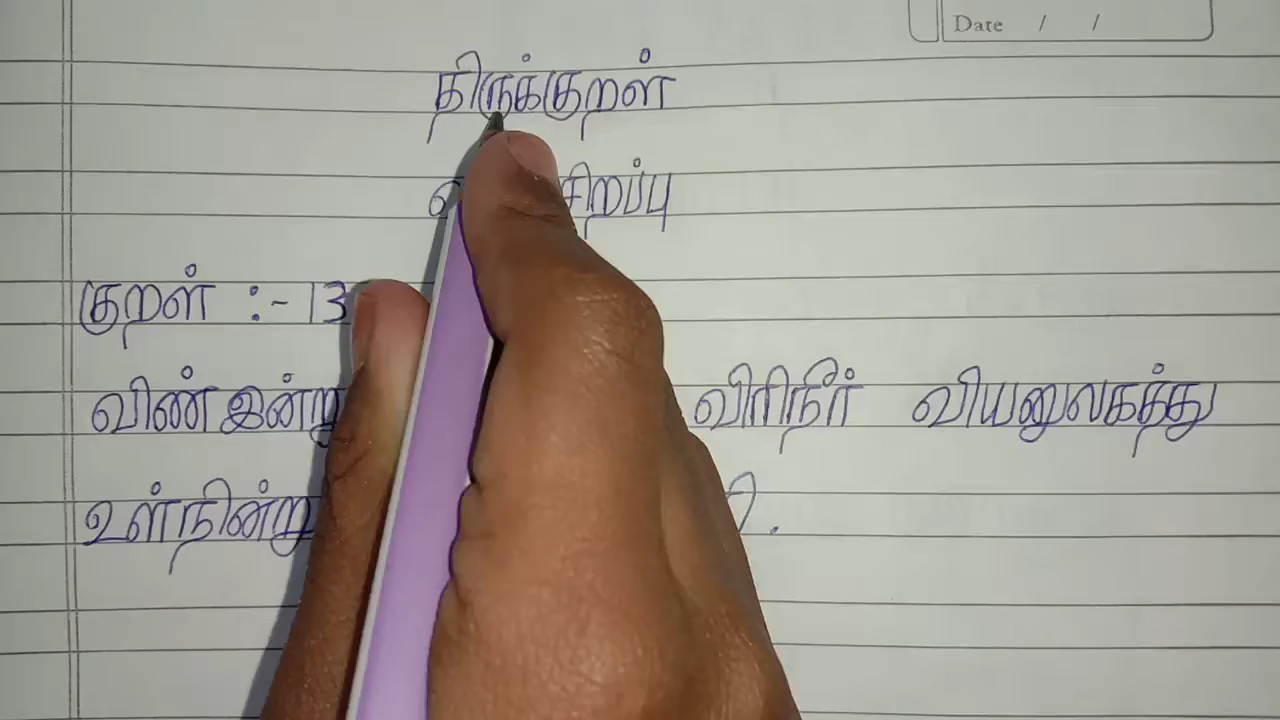 Date / /
திருக்குறள்
சிறப்பு
குறள் :- 13
விண் இன்று விரிநீர் வியனுலகத்து
உள்நின்று